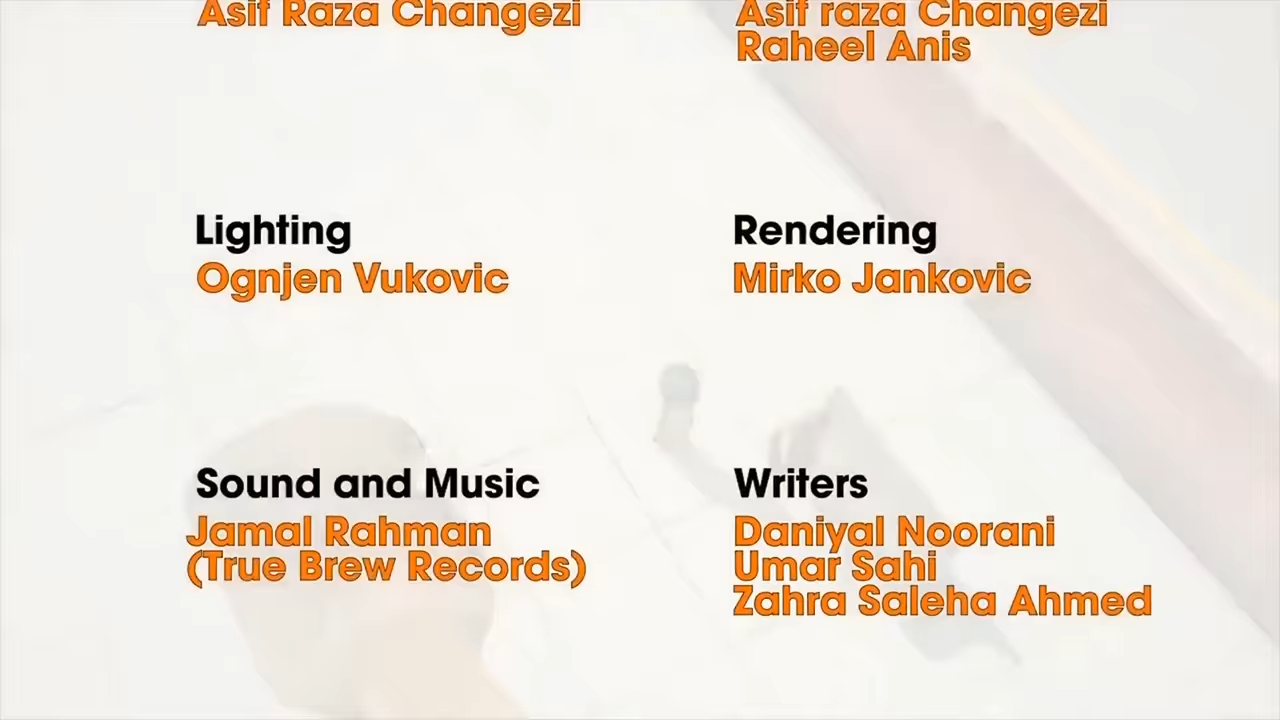 Asif Raza Changezi
Asif raza Changezi
Raheel Anis
Lighting
Ognjen Vukovic
Rendering
Mirko Jankovic
Sound and Music
Jamal Rahman
(True Brew Records)
Writers
Daniyal Noorani
Umar Sahi
Zahra Saleha Ahmed